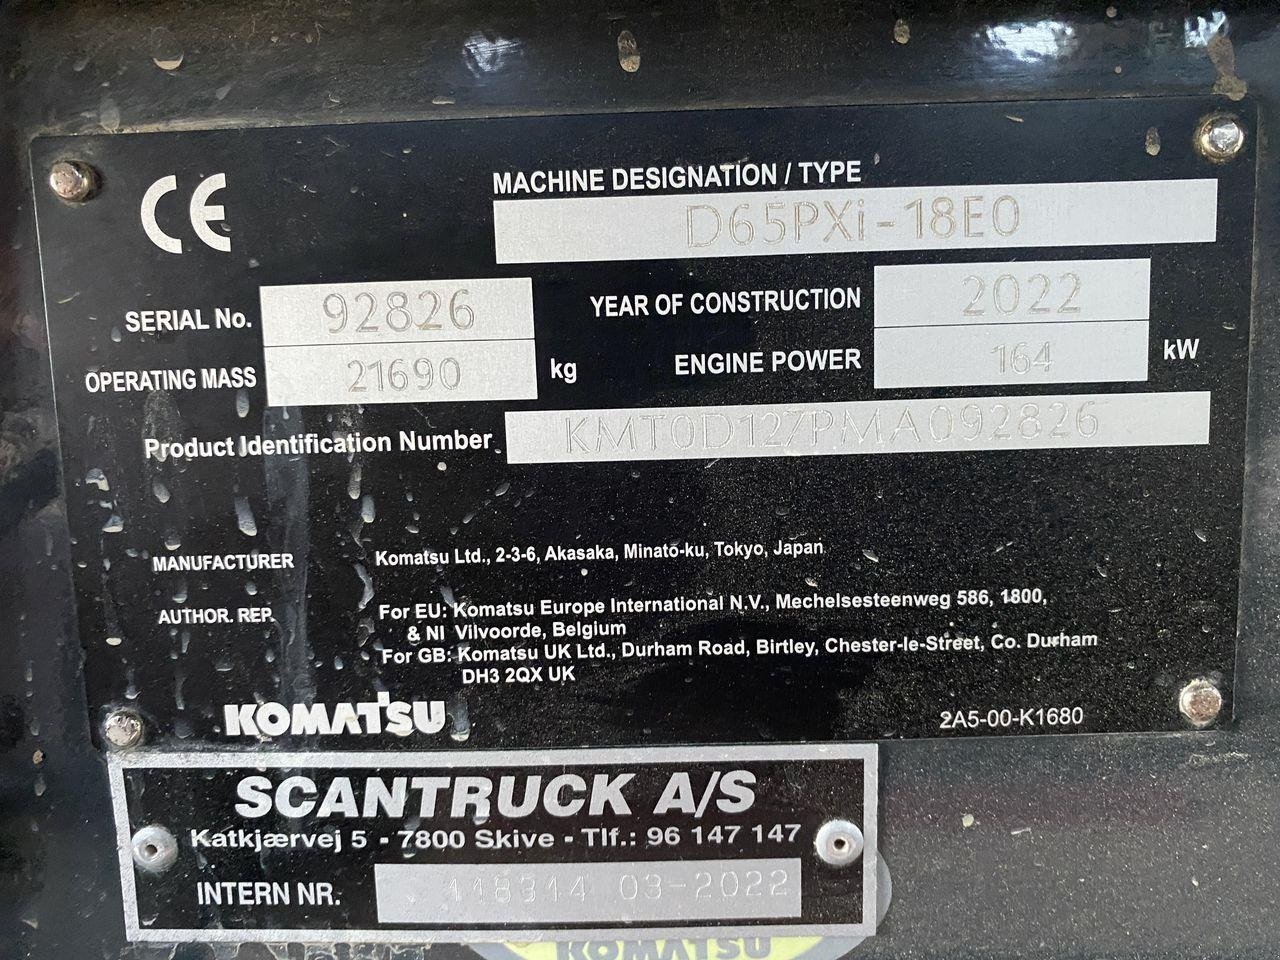 CE
MACHINE DESIGNATION / TYPE
D65PXi-18E0
SERIAL No. 92826
YEAR OF CONSTRUCTION 2022
OPERATING MASS 21690 kg
ENGINE POWER 164 kW
Product Identification Number KMT0D127PMA092826
MANUFACTURER Komatsu Ltd., 2-3-6, Akasaka, Minato-ku, Tokyo, Japan
AUTHOR. REP. For EU: Komatsu Europe International N.V., Mechelsesteenweg 586, 1800,
& NI Vilvoorde, Belgium
For GB: Komatsu UK Ltd., Durham Road, Birtley, Chester-le-Street, Co. Durham
DH3 2QX UK
KOMATSU
2A5-00-K1680
SCANTRUCK A/S
Katkjærvej 5 - 7800 Skive - Tlf.: 96 147 147
INTERN NR. 118314 03-2022
KOMATSU